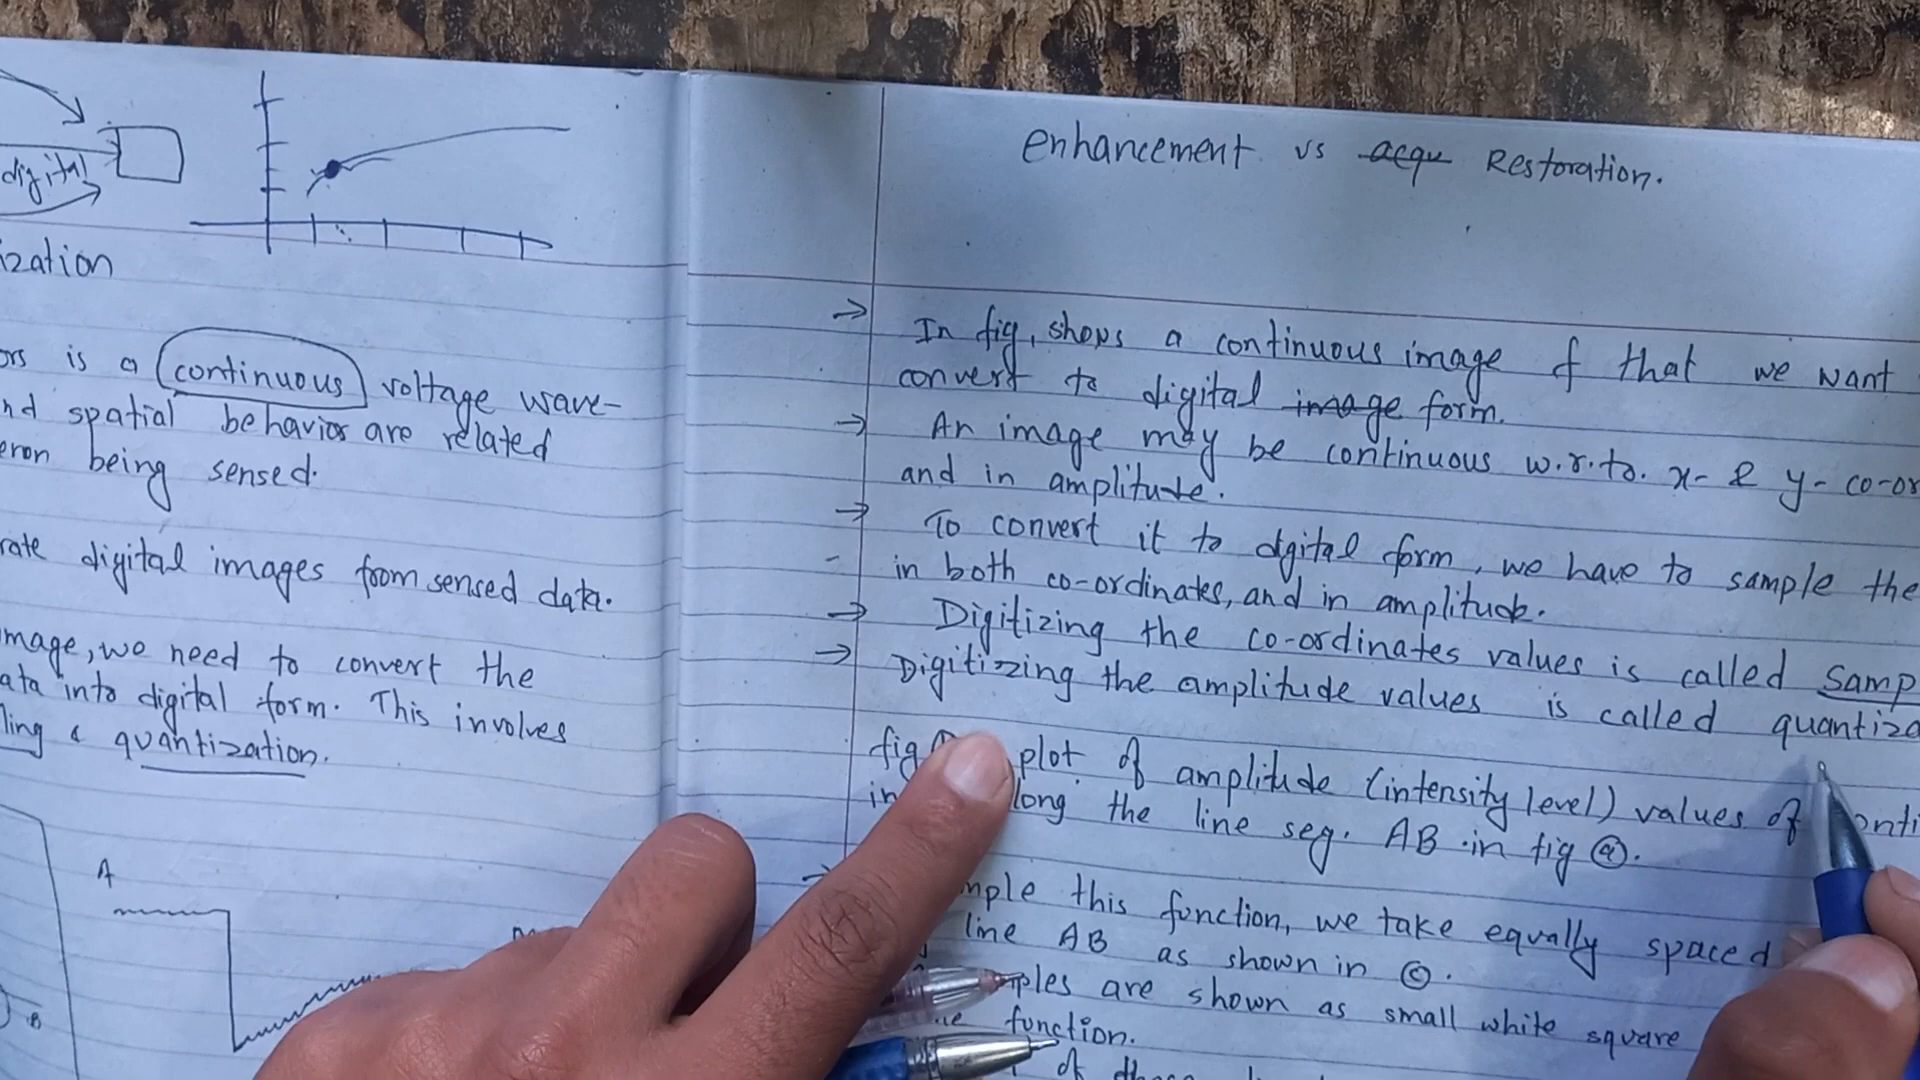 digital
ization
ors is a continuous voltage wave-
nd spatial behavior are related
eron being sensed.
rate digital images from sensed data.
mage, we need to convert the
ata into digital form. This involves
ling & quantization.
A
B
enhancement vs acqu Restoration.
→ In fig, shows a continuous image f that we want
convert to digital image form.
→ An image may be continuous w.r.to. x- & y- co-or
and in amplitude.
→ To convert it to dgital form, we have to sample the
- in both co-ordinates, and in amplitude.
→ Digitizing the co-ordinates values is called samp
→ Digitizing the amplitude values is called quantiza
fig plot of amplitude (intensity level) values of conti
in long the line seg. AB in fig ⓐ.
→ mple this function, we take equally spaced
line AB as shown in ⓒ.
ples are shown as small white square
function.
of